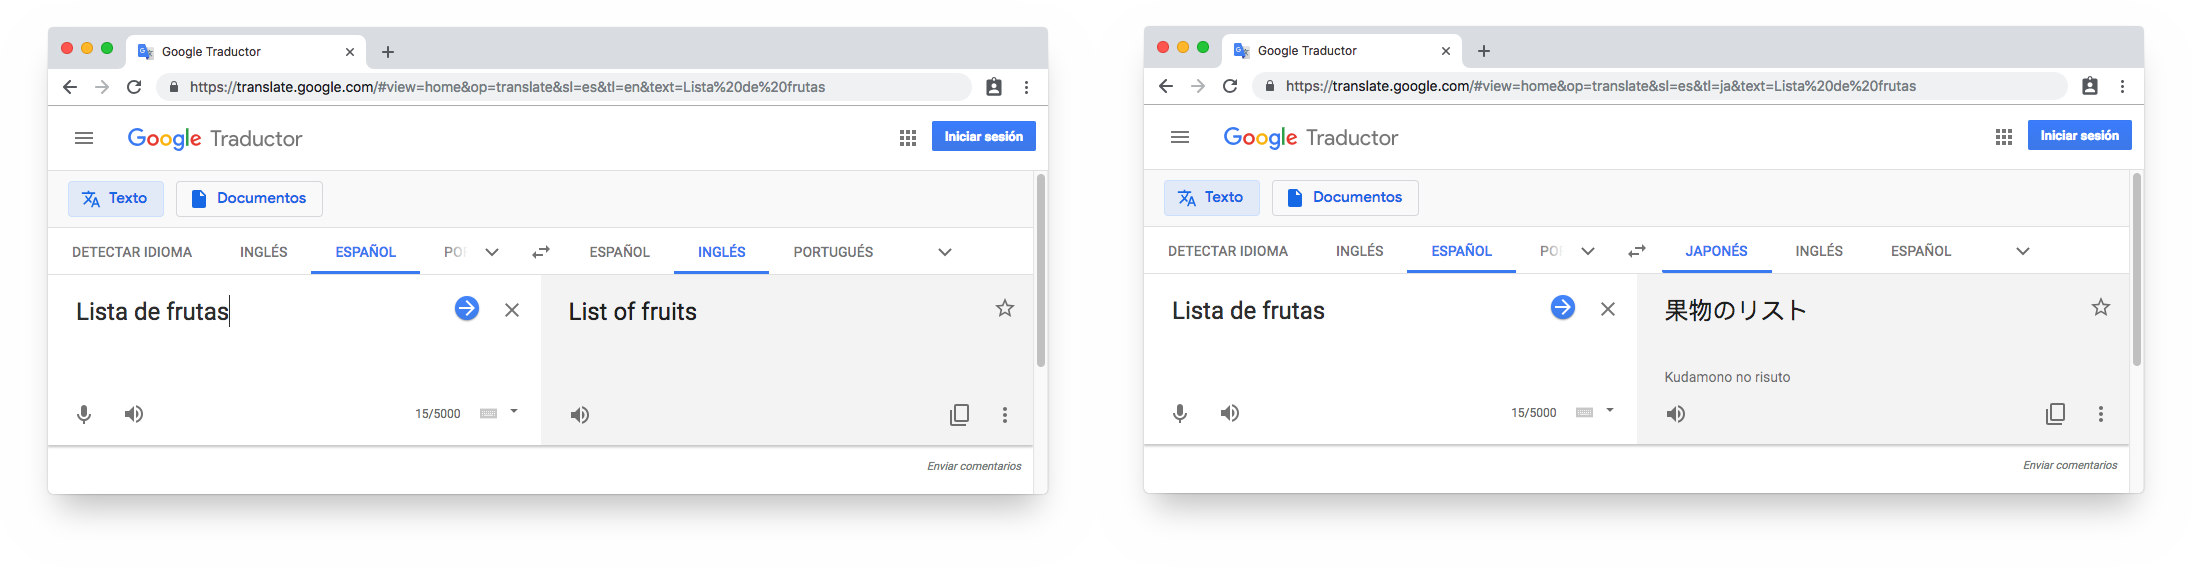 Google Traductor
https://translate.google.com/#view=home&op=translate&sl=es&tl=en&text=Lista%20de%20frutas
Google Traductor
Iniciar sesión
Texto
Documentos
DETECTAR IDIOMA INGLÉS ESPAÑOL ESPAÑOL INGLÉS PORTUGUÉS
Lista de frutas
List of fruits
15/5000
Enviar comentarios
Google Traductor
https://translate.google.com/#view=home&op=translate&sl=es&tl=ja&text=Lista%20de%20frutas
Google Traductor
Iniciar sesión
Texto
Documentos
DETECTAR IDIOMA INGLÉS ESPAÑOL JAPONÉS INGLÉS ESPAÑOL
Lista de frutas
果物のリスト
Kudamono no risuto
15/5000
Enviar comentarios